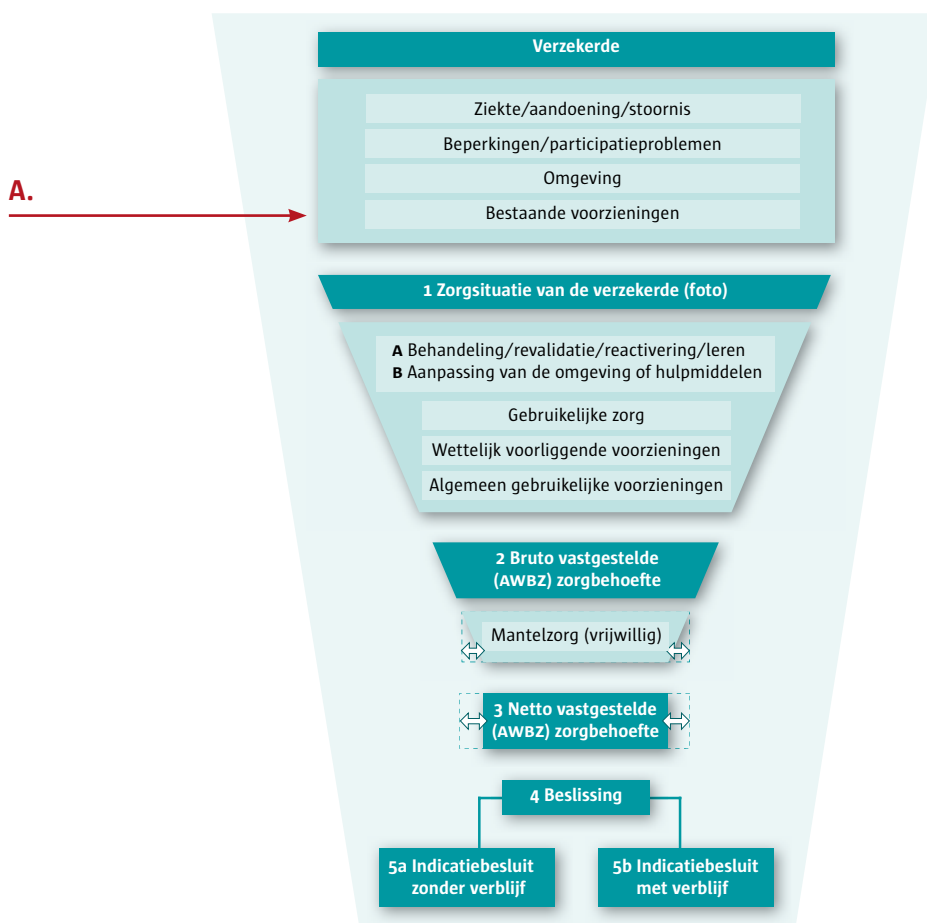 Verzekerde
Ziekte/aandoening/stoornis
Beperkingen/participatieproblemen
Omgeving
A.
Bestaande voorzieningen
1 Zorgsituatie van de verzekerde (foto)
A Behandeling/revalidatie/reactivering/leren
B Aanpassing van de omgeving of hulpmiddelen
Gebruikelijke zorg
Wettelijk voorliggende voorzieningen
Algemeen gebruikelijke voorzieningen
2 Bruto vastgestelde
(AWBZ) zorgbehoefte
Mantelzorg (vrijwillig)
3 Netto vastgestelde
(AWBZ) zorgbehoefte
4 Beslissing
5a Indicatiebesluit
zonder verblijf
5b Indicatiebesluit
met verblijf